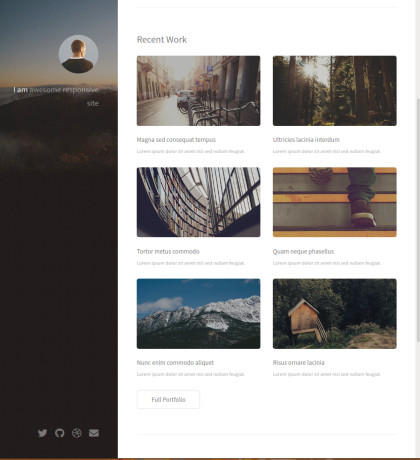 I am awesome responsive
site
Recent Work
Magna sed consequat tempus
Lorem ipsum dolor sit amet nisl sed nullam feugiat.
Ultricies lacinia interdum
Lorem ipsum dolor sit amet nisl sed nullam feugiat.
Tortor metus commodo
Lorem ipsum dolor sit amet nisl sed nullam feugiat.
Quam neque phasellus
Lorem ipsum dolor sit amet nisl sed nullam feugiat.
Nunc enim commodo aliquet
Lorem ipsum dolor sit amet nisl sed nullam feugiat.
Risus ornare lacinia
Lorem ipsum dolor sit amet nisl sed nullam feugiat.
Full Portfolio